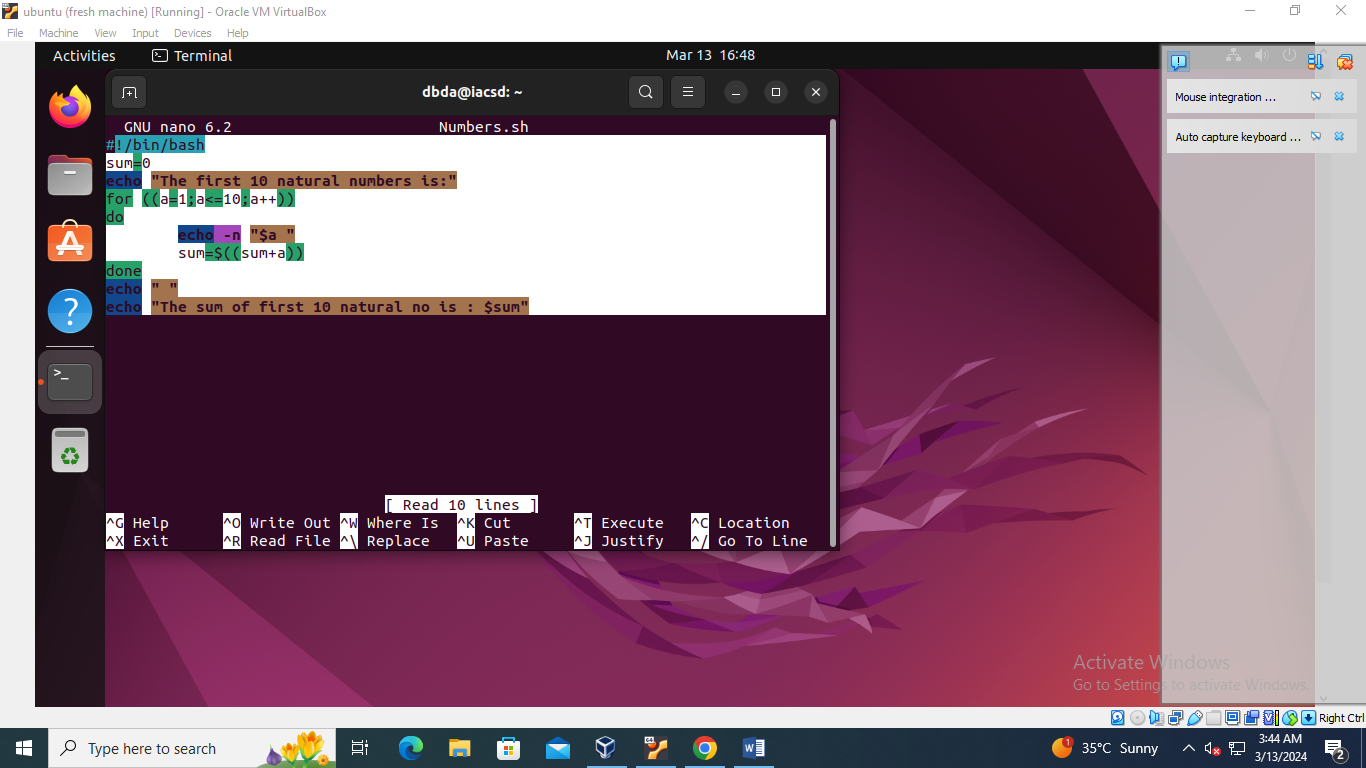 ubuntu (fresh machine) [Running] - Oracle VM VirtualBox
File Machine View Input Devices Help
Activities Terminal Mar 13 16:48
dbda@iacsd: ~
GNU nano 6.2 Numbers.sh
#!/bin/bash
sum=0
echo "The first 10 natural numbers is:"
for ((a=1;a<=10;a++))
do
echo -n "$a "
sum=$((sum+a))
done
echo " "
echo "The sum of first 10 natural no is : $sum"
[ Read 10 lines ]
^G Help ^O Write Out ^W Where Is ^K Cut ^T Execute ^C Location
^X Exit ^R Read File ^\ Replace ^U Paste ^J Justify ^/ Go To Line
Mouse integration ...
Auto capture keyboard ...
Activate Windows
Go to Settings to activate Windows.
Right Ctrl
Type here to search
35°C Sunny
3:44 AM
3/13/2024